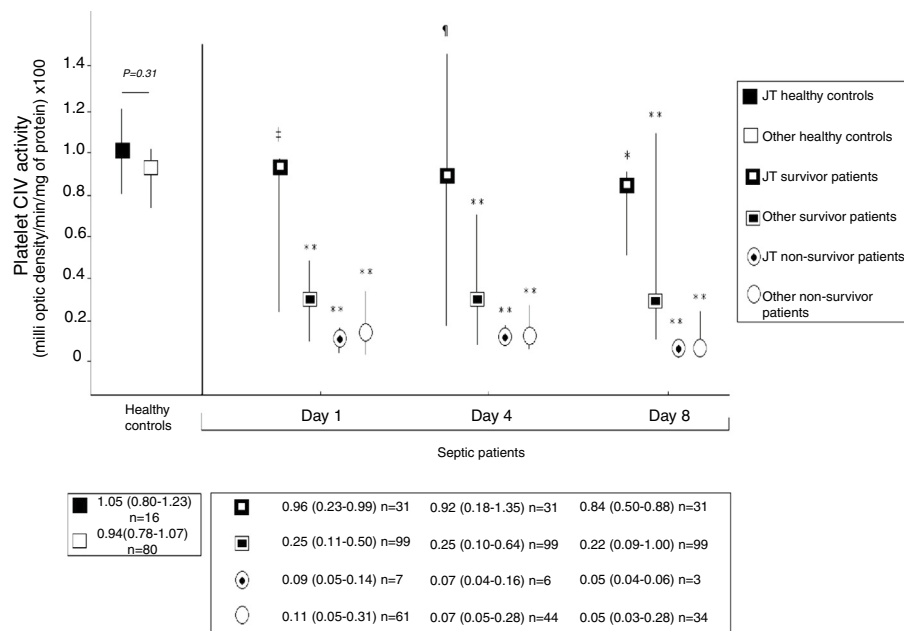 Platelet CIV activity
(milli optic density/min/mg of protein) x100
1.4
1.2
1.0
0.8
0.6
0.4
0.2
0
P=0.31
‡
**
**
**
¶
**
**
**
**
**
**
JT healthy controls
Other healthy controls
JT survivor patients
Other survivor patients
JT non-survivor patients
Other non-survivor
patients
Healthy
controls
Day 1
Day 4
Day 8
Septic patients
1.05 (0.80-1.23)
n=16
0.94(0.78-1.07)
n=80
0.96 (0.23-0.99) n=31 0.92 (0.18-1.35) n=31 0.84 (0.50-0.88) n=31
0.25 (0.11-0.50) n=99 0.25 (0.10-0.64) n=99 0.22 (0.09-1.00) n=99
0.09 (0.05-0.14) n=7 0.07 (0.04-0.16) n=6 0.05 (0.04-0.06) n=3
0.11 (0.05-0.31) n=61 0.07 (0.05-0.28) n=44 0.05 (0.03-0.28) n=34